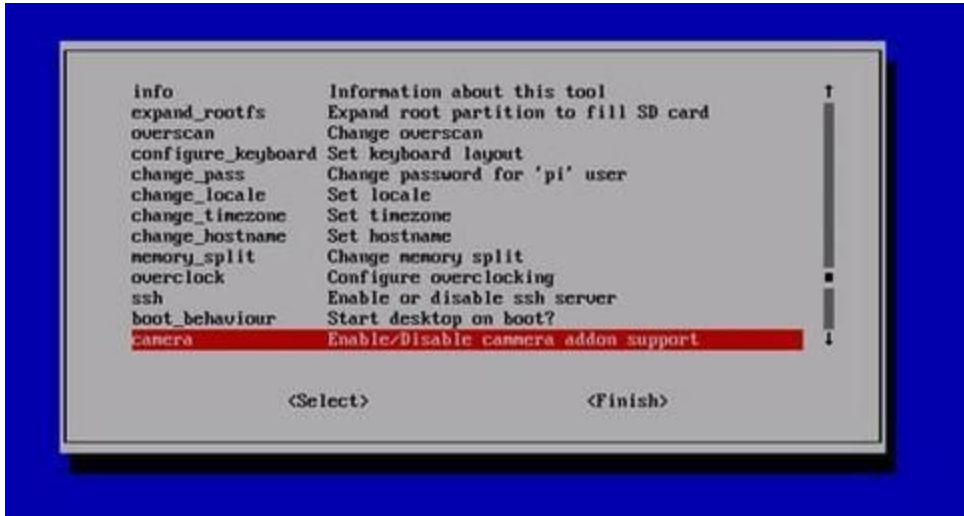 info Information about this tool
expand_rootfs Expand root partition to fill SD card
overscan Change overscan
configure_keyboard Set keyboard layout
change_pass Change password for 'pi' user
change_locale Set locale
change_timezone Set timezone
change_hostname Set hostname
memory_split Change memory split
overclock Configure overclocking
ssh Enable or disable ssh server
boot_behaviour Start desktop on boot?
camera Enable/Disable cammera addon support
<Select> <Finish>